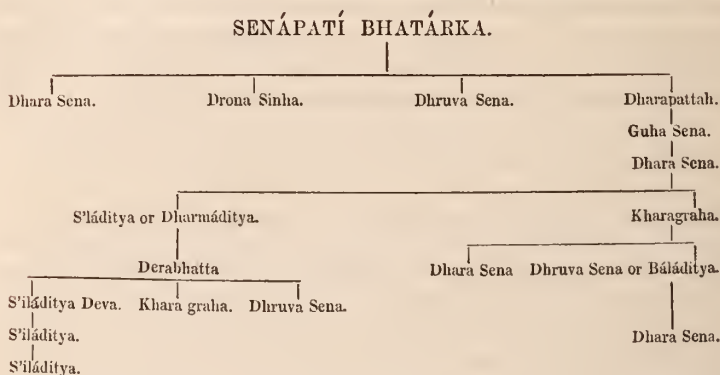 SENÁPATÍ BHATÁRKA.
Dhara Sena. Drona Sinha. Dhruva Sena. Dharapattah.
Guha Sena.
Dhara Sena.
S'láditya or Dharmáditya. Kharagraha.
Derabhatta Dhara Sena Dhruva Sena or Báláditya.
S'iláditya Deva. Khara graha. Dhruva Sena.
S'iláditya. Dhara Sena.
S'iláditya.